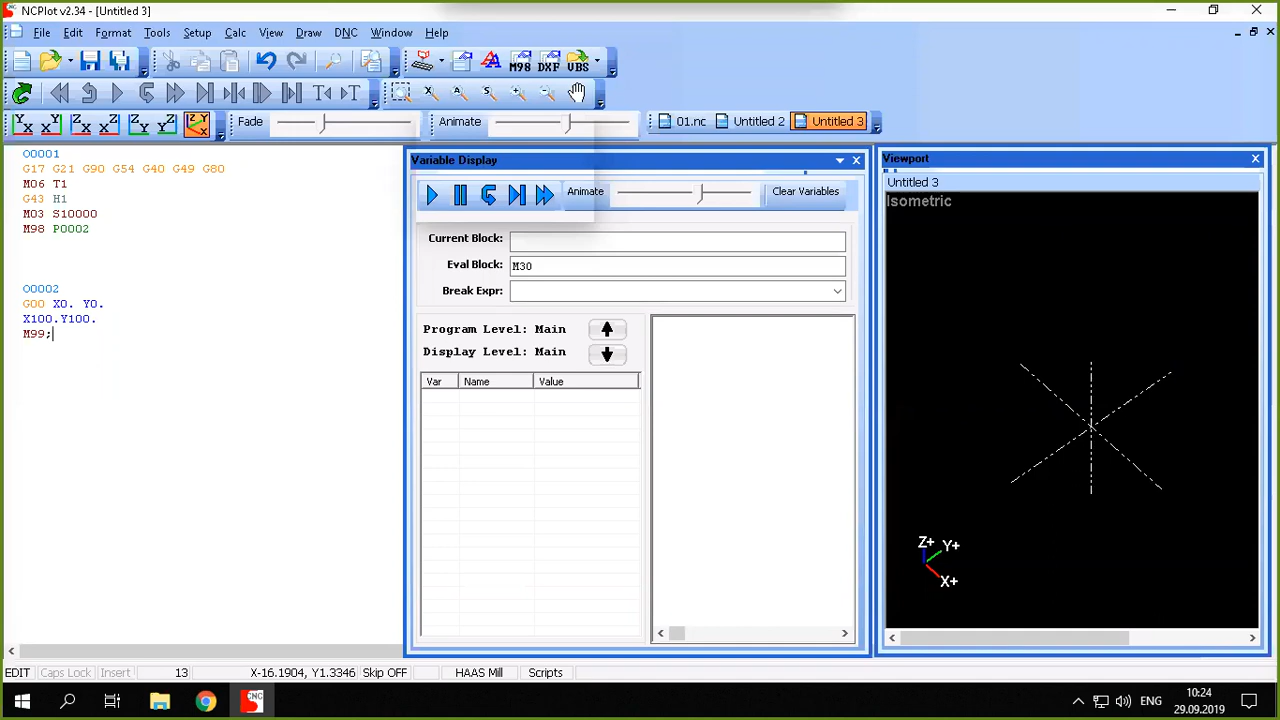 NCPlot v2.34 - [Untitled 3]
File Edit Format Tools Setup Calc View Draw DNC Window Help
M98 DXF VBS
Fade Animate 01.nc Untitled 2 Untitled 3
O0001
G17 G21 G90 G54 G40 G49 G80
M06 T1
G43 H1
M03 S10000
M98 P0002
O0002
G00 X0. Y0.
X100.Y100.
M99;
Variable Display
Animate Clear Variables
Current Block:
Eval Block: M30
Break Expr:
Program Level: Main
Display Level: Main
Var Name Value
Viewport
Untitled 3
Isometric
Z+ Y+
X+
EDIT Caps Lock Insert 13 X-16.1904, Y1.3346 Skip OFF HAAS Mill Scripts
CNC
ENG
10:24
29.09.2019